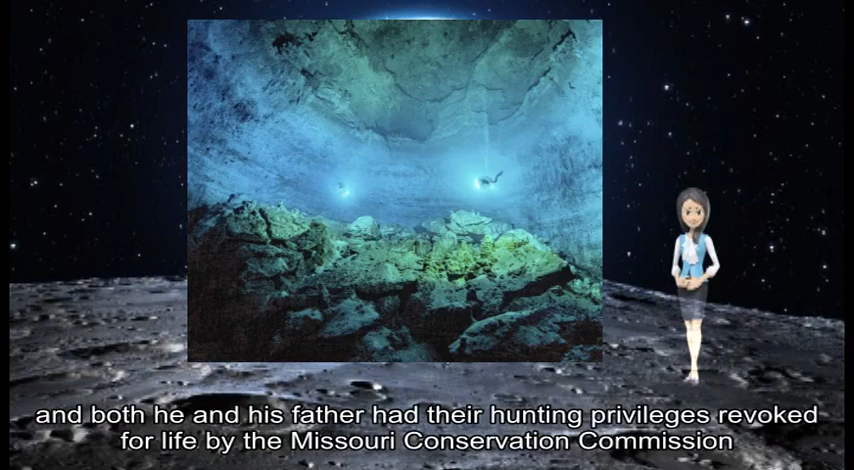 and both he and his father had their hunting privileges revoked
for life by the Missouri Conservation Commission